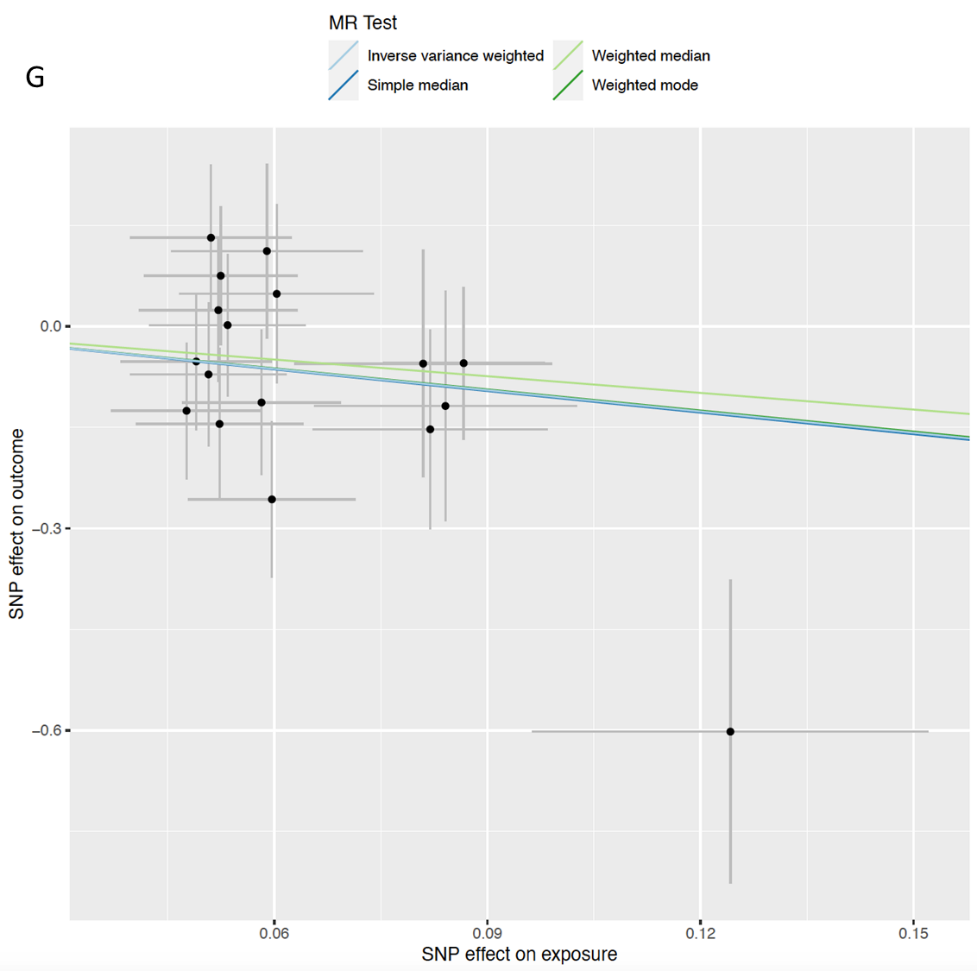 MR Test
Inverse variance weighted
Weighted median
G
Simple median
Weighted mode
0.0
−0.3
−0.6
SNP effect on outcome
0.06
0.09
0.12
0.15
SNP effect on exposure